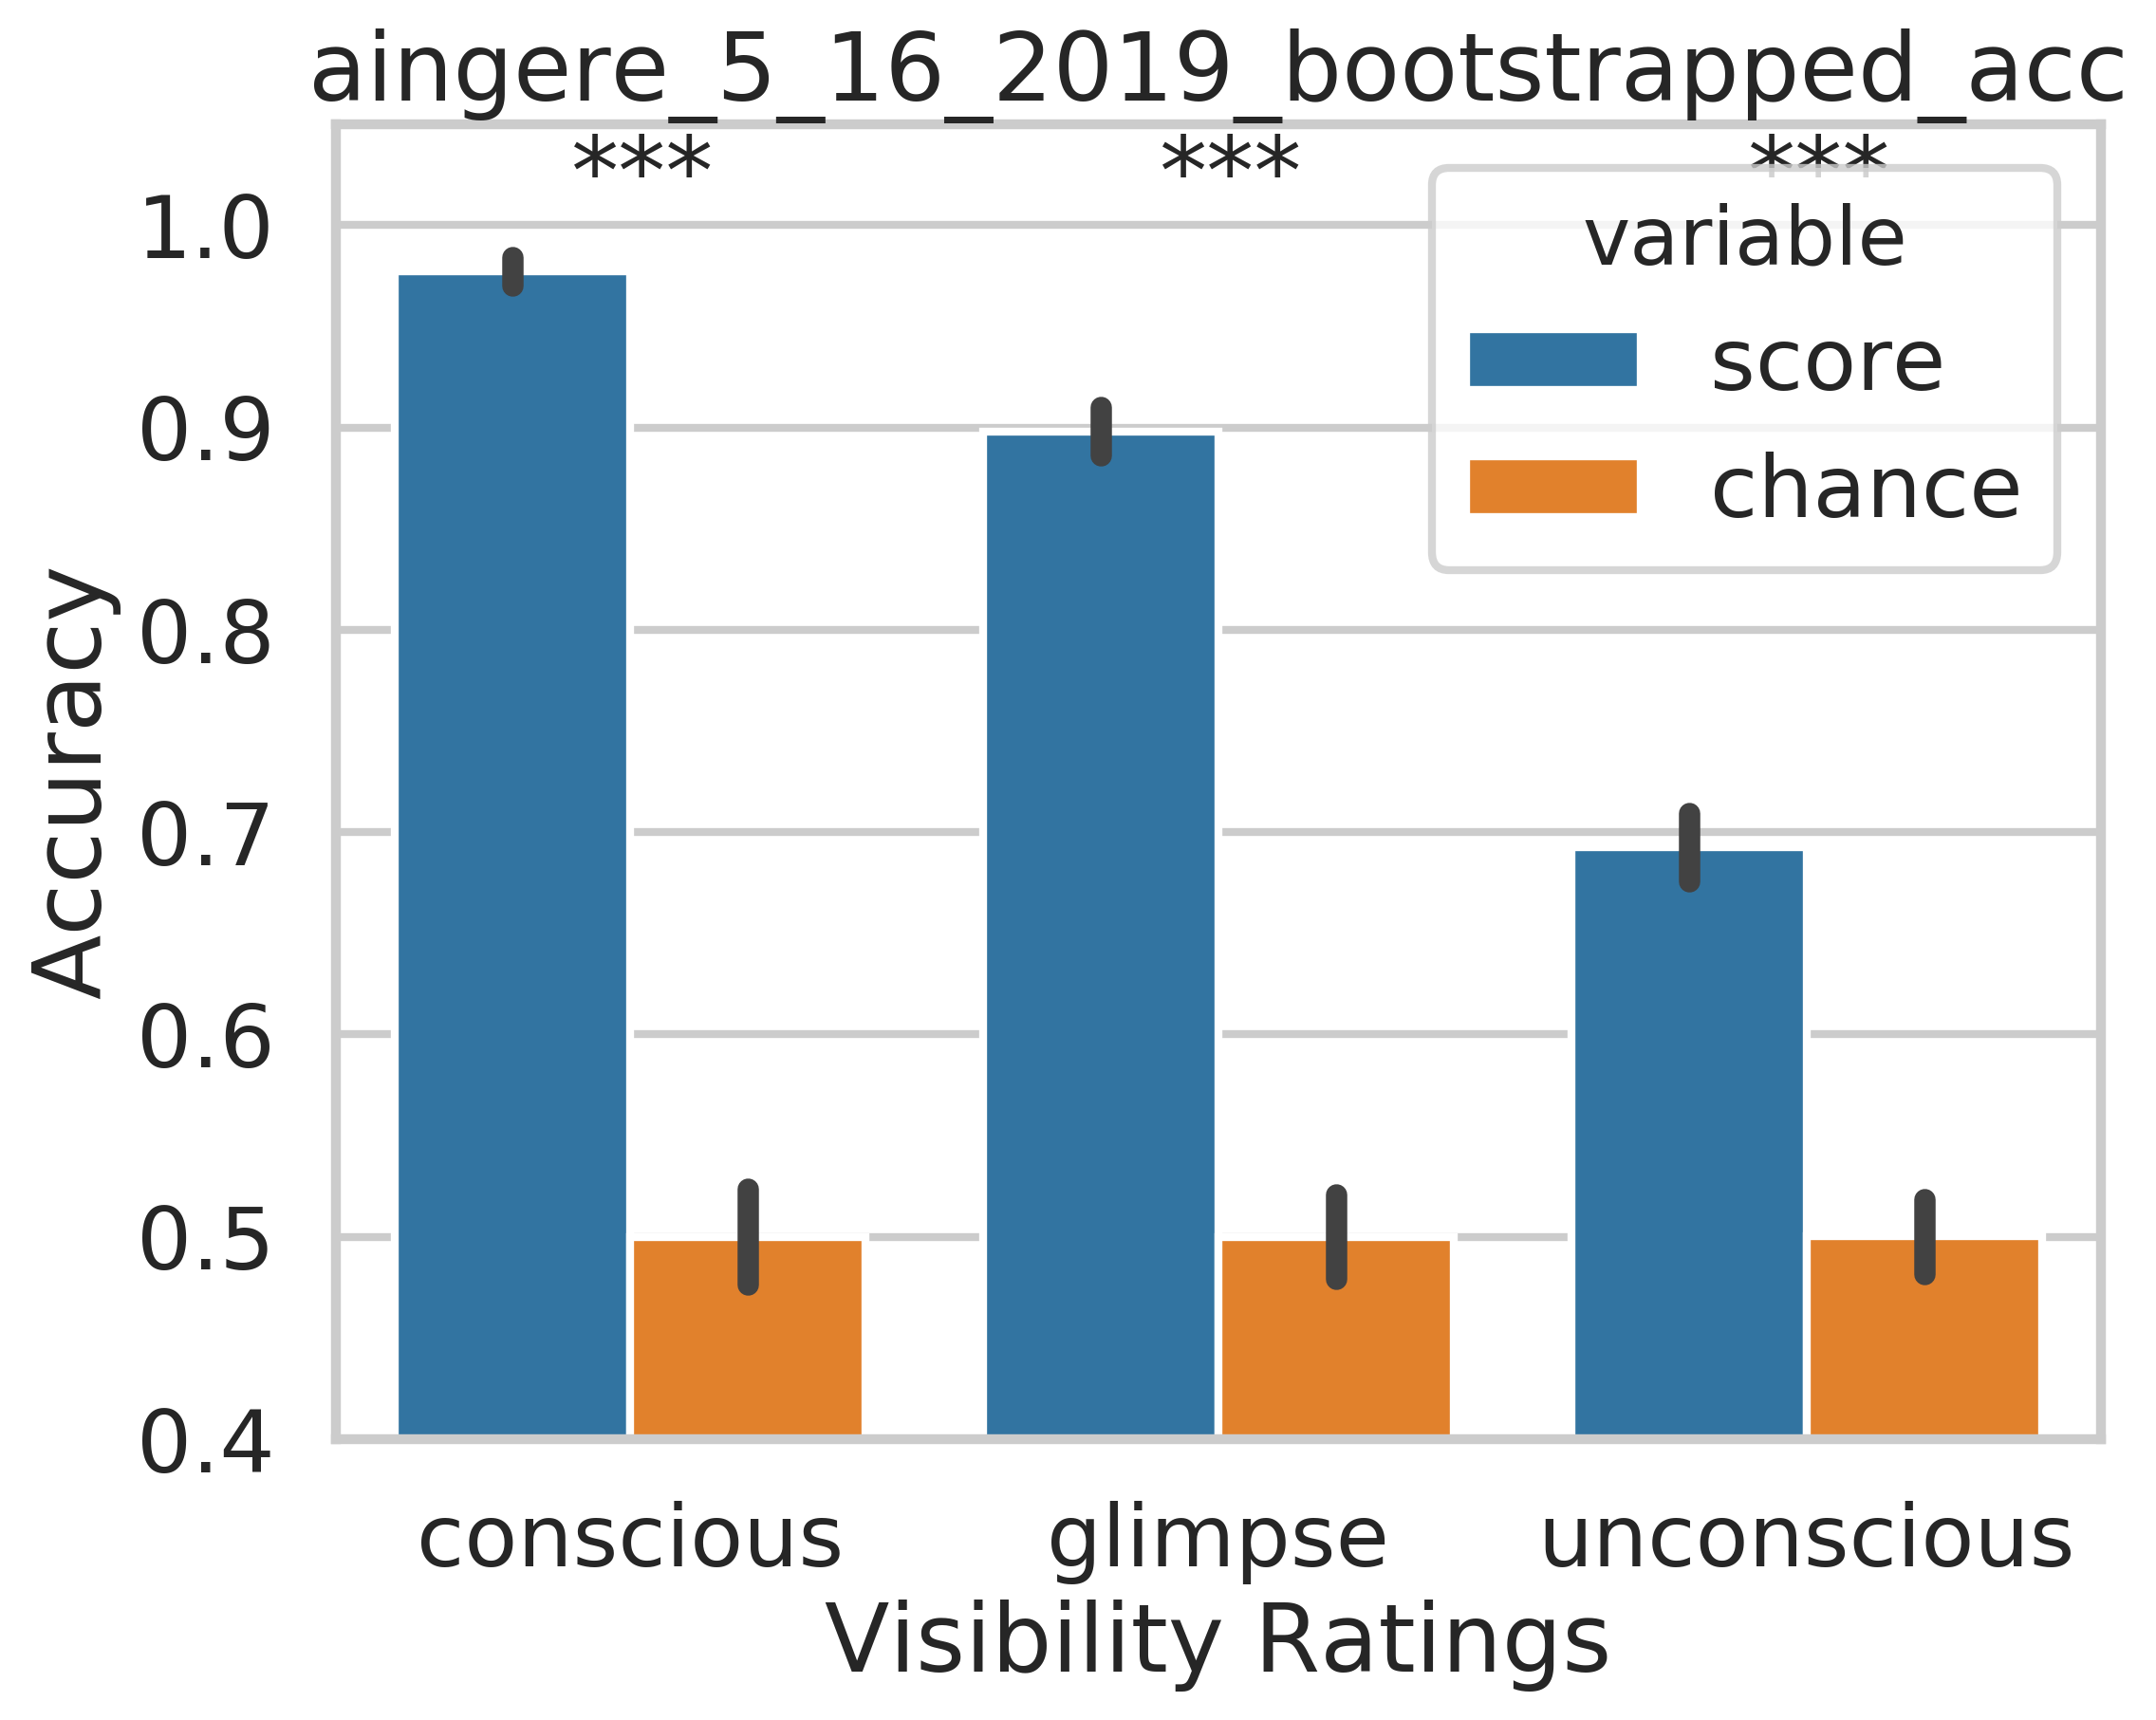 aingere_5_16_2019_bootstrapped_acc
*** *** ***
1.0
0.9
0.8
0.7
0.6
0.5
0.4
Accuracy
variable
score
chance
conscious glimpse unconscious
Visibility Ratings